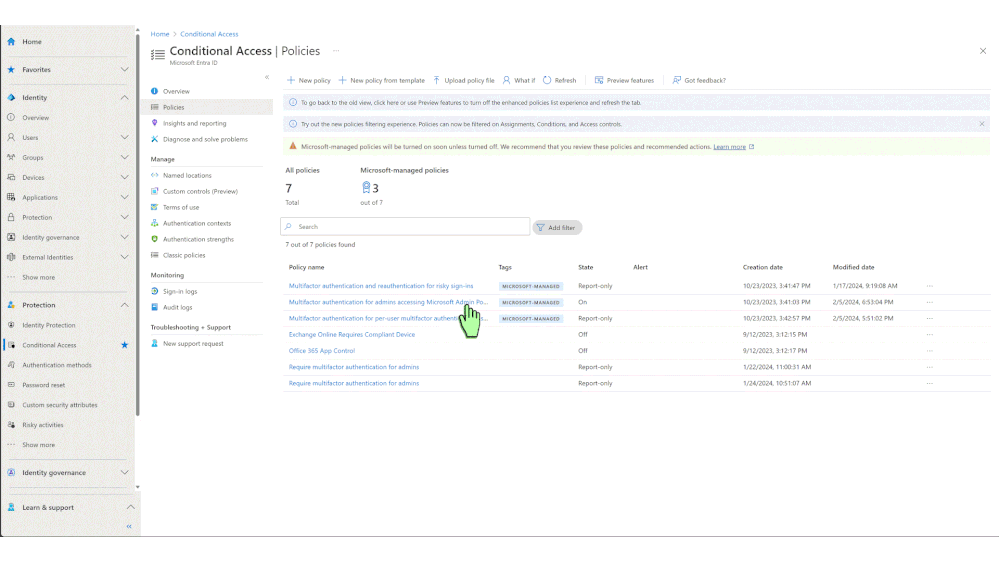 Home
Favorites
Identity
Overview
Users
Groups
Devices
Applications
Protection
Identity governance
External Identities
Show more
Protection
Identity Protection
Conditional Access
Authentication methods
Password reset
Custom security attributes
Risky activities
Show more
Identity governance
Learn & support
Home > Conditional Access
Conditional Access | Policies
Microsoft Entra ID
Overview
Policies
Insights and reporting
Diagnose and solve problems
Manage
Named locations
Custom controls (Preview)
Terms of use
Authentication contexts
Authentication strengths
Classic policies
Monitoring
Sign-in logs
Audit logs
Troubleshooting + Support
New support request
New policy New policy from template Upload policy file What if Refresh Preview features Got feedback?
To go back to the old view, click here or use Preview features to turn off the enhanced policies list experience and refresh the tab.
Try out the new policies filtering experience. Policies can now be filtered on Assignments, Conditions, and Access controls.
Microsoft-managed policies will be turned on soon unless turned off. We recommend that you review these policies and recommended actions. Learn more
All policies Microsoft-managed policies
7 3
Total out of 7
Search Add filter
7 out of 7 policies found
Policy name Tags State Alert Creation date Modified date
Multifactor authentication and reauthentication for risky sign-ins MICROSOFT-MANAGED Report-only 10/23/2023, 3:41:47 PM 1/17/2024, 9:19:08 AM
Multifactor authentication for admins accessing Microsoft Admin Po... MICROSOFT-MANAGED On 10/23/2023, 3:41:03 PM 2/5/2024, 6:53:04 PM
Multifactor authentication for per-user multifactor MICROSOFT-MANAGED Report-only 10/23/2023, 3:42:57 PM 2/5/2024, 5:51:02 PM
Exchange Online Requires Compliant Device Off 9/12/2023, 3:12:15 PM
Office 365 App Control Off 9/12/2023, 3:12:17 PM
Require multifactor authentication for admins Report-only 1/22/2024, 11:00:31 AM
Require multifactor authentication for admins Report-only 1/24/2024, 10:51:07 AM